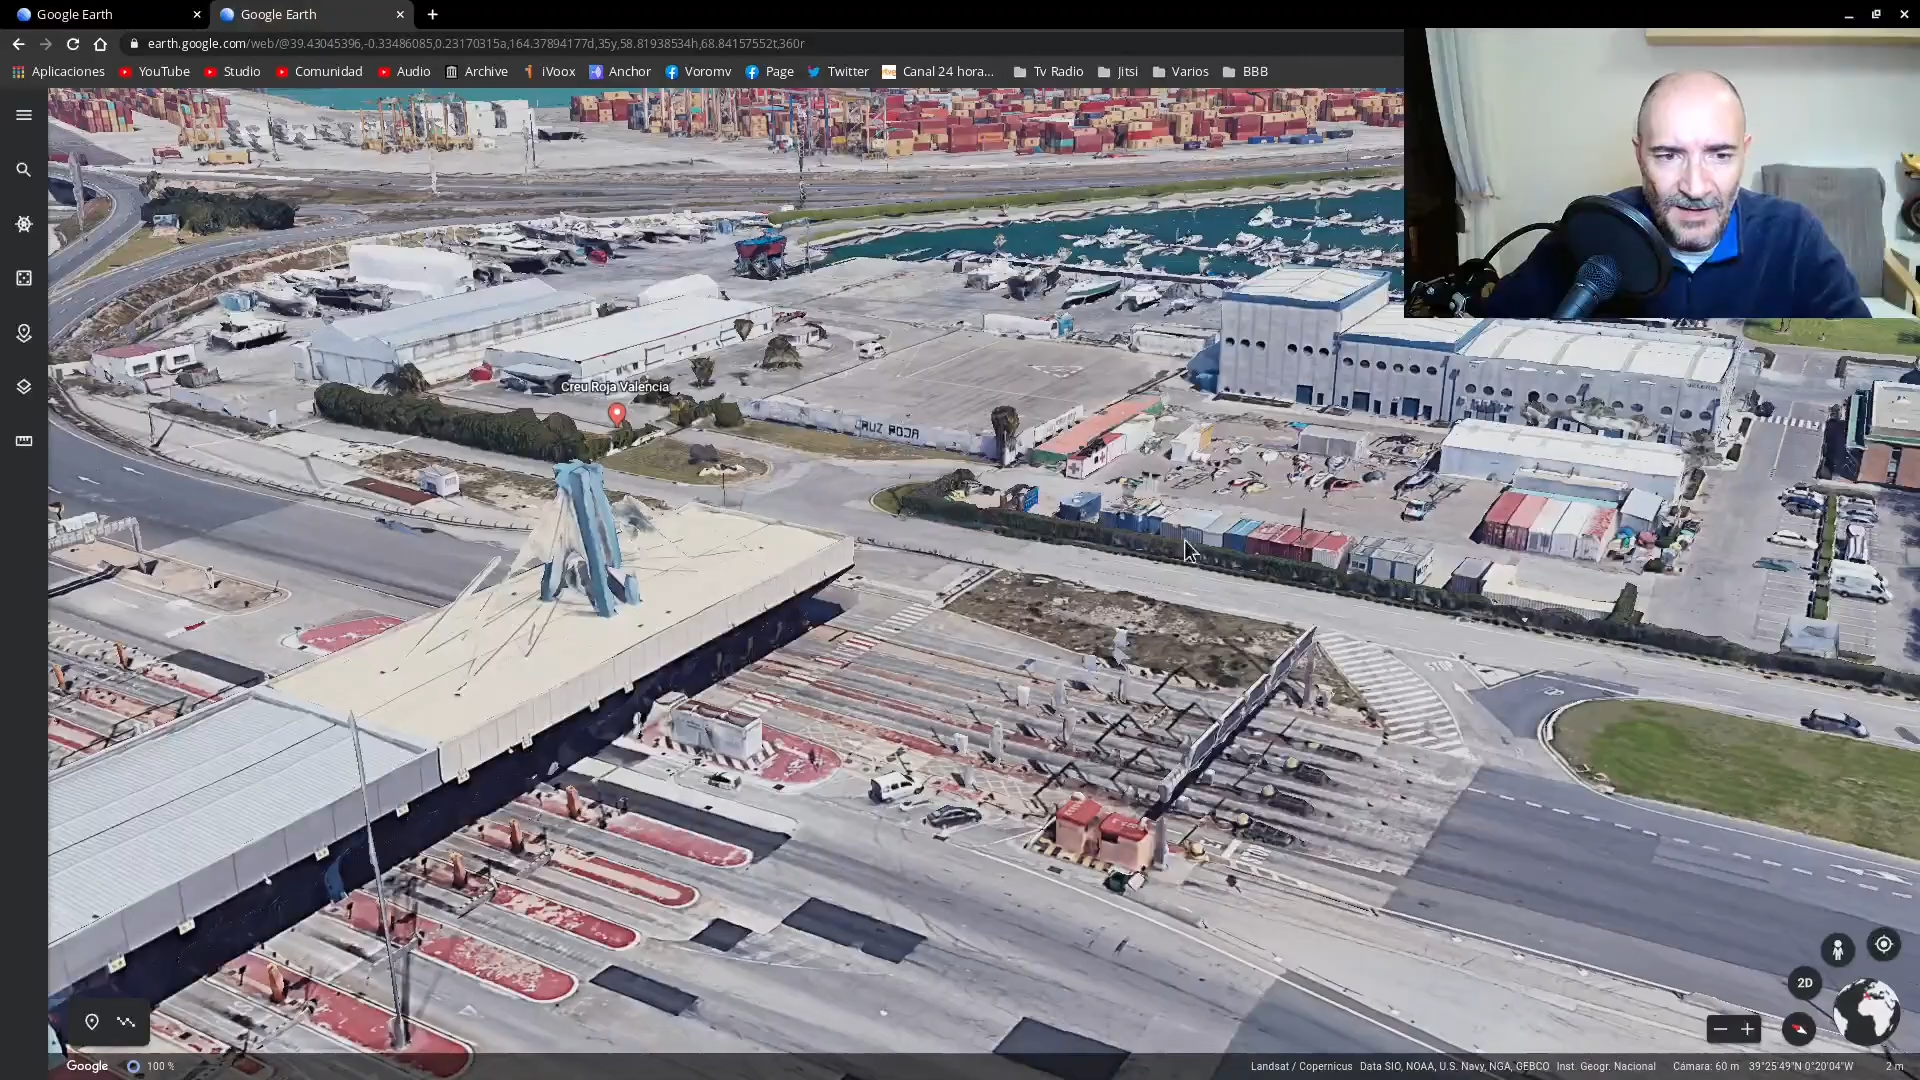 Google Earth
Google Earth
earth.google.com/web/@39.43045396,-0.33486085,0.23170315a,164.37894177d,35y,58.81938534h,68.84157552t,360r
Aplicaciones YouTube Studio Comunidad Audio Archive iVoox Anchor Voromv Page Twitter Canal 24 hora... Tv Radio Jitsi Varios BBB
Creu Roja Valencia
CRUZ ROJA
STOP
2D
Google 100 % Landsat / Copernicus Data SIO, NOAA, U.S. Navy, NGA, GEBCO Inst. Geogr. Nacional Cámara: 60 m 39°25'49"N 0°20'04"W 2 m